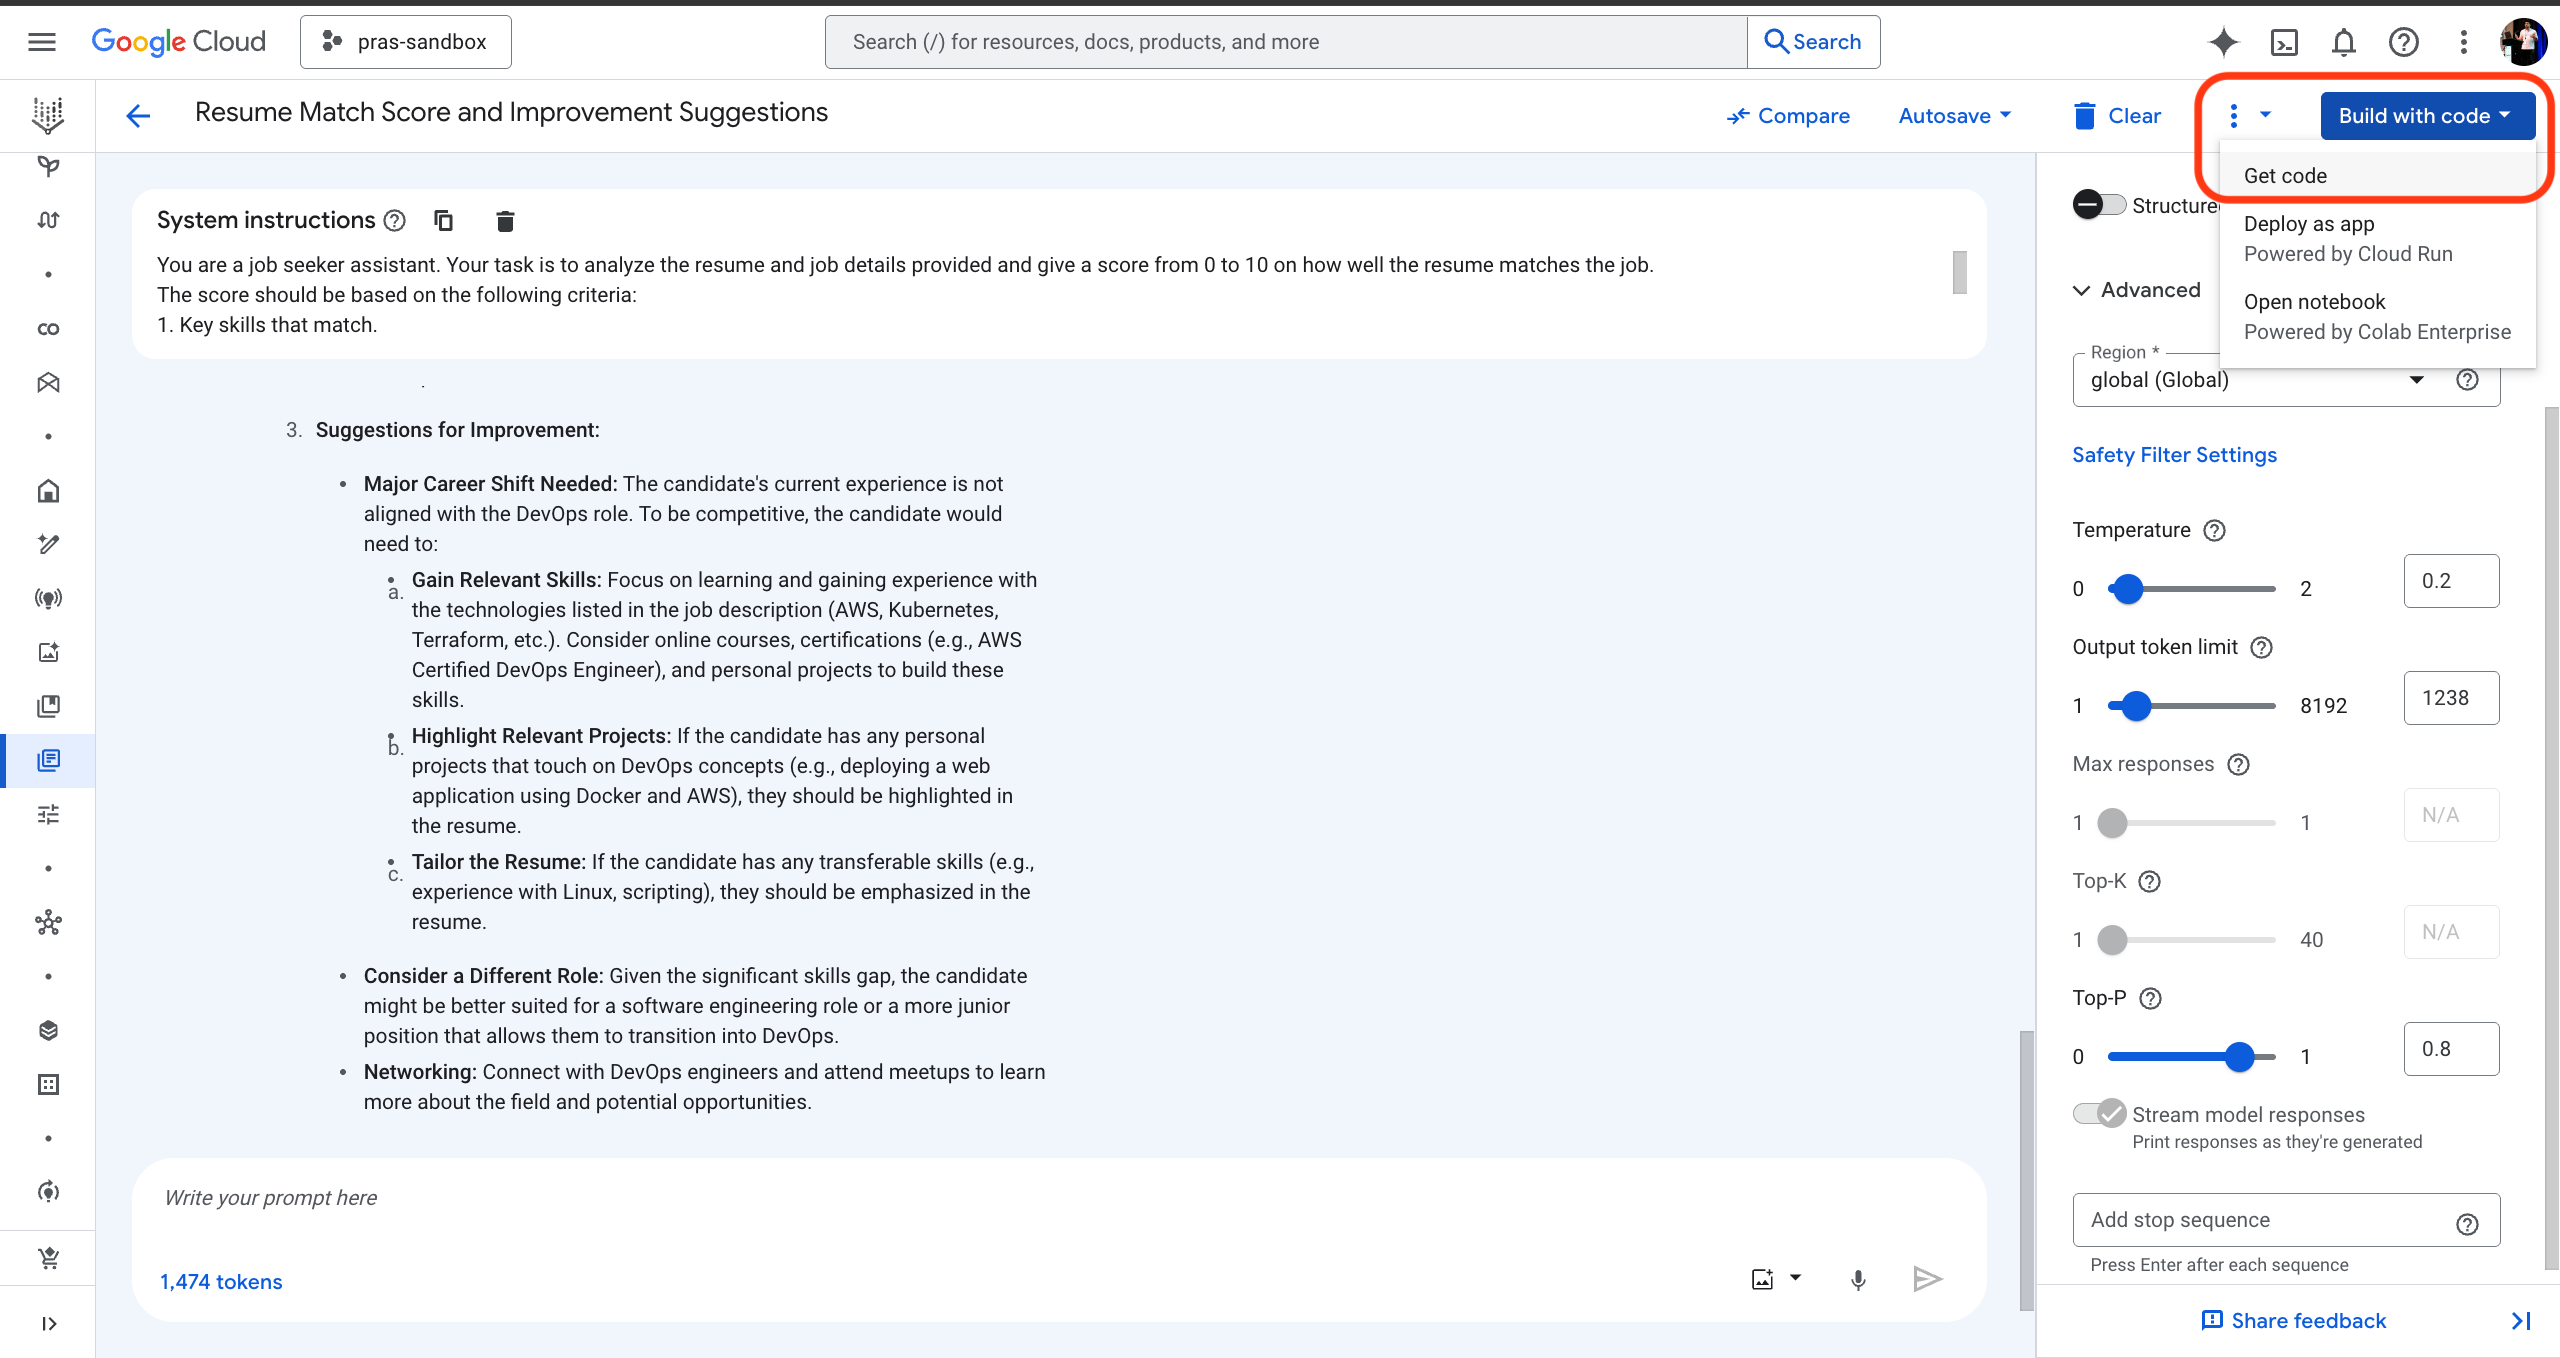 Google Cloud
pras-sandbox
Search (/) for resources, docs, products, and more
Search
Resume Match Score and Improvement Suggestions
Compare
Autosave
Clear
Build with code
Get code
Deploy as app
Powered by Cloud Run
Open notebook
Powered by Colab Enterprise
System instructions
You are a job seeker assistant. Your task is to analyze the resume and job details provided and give a score from 0 to 10 on how well the resume matches the job.
The score should be based on the following criteria:
1. Key skills that match.
3. Suggestions for Improvement:
• Major Career Shift Needed: The candidate's current experience is not
aligned with the DevOps role. To be competitive, the candidate would
need to:
a. Gain Relevant Skills: Focus on learning and gaining experience with
the technologies listed in the job description (AWS, Kubernetes,
Terraform, etc.). Consider online courses, certifications (e.g., AWS
Certified DevOps Engineer), and personal projects to build these
skills.
b. Highlight Relevant Projects: If the candidate has any personal
projects that touch on DevOps concepts (e.g., deploying a web
application using Docker and AWS), they should be highlighted in
the resume.
c. Tailor the Resume: If the candidate has any transferable skills (e.g.,
experience with Linux, scripting), they should be emphasized in the
resume.
• Consider a Different Role: Given the significant skills gap, the candidate
might be better suited for a software engineering role or a more junior
position that allows them to transition into DevOps.
• Networking: Connect with DevOps engineers and attend meetups to learn
more about the field and potential opportunities.
Write your prompt here
1,474 tokens
Structure
Advanced
Region *
global (Global)
Safety Filter Settings
Temperature
0 2 0.2
Output token limit
1 8192 1238
Max responses
1 1 N/A
Top-K
1 40 N/A
Top-P
0 1 0.8
Stream model responses
Print responses as they're generated
Add stop sequence
Press Enter after each sequence
Share feedback